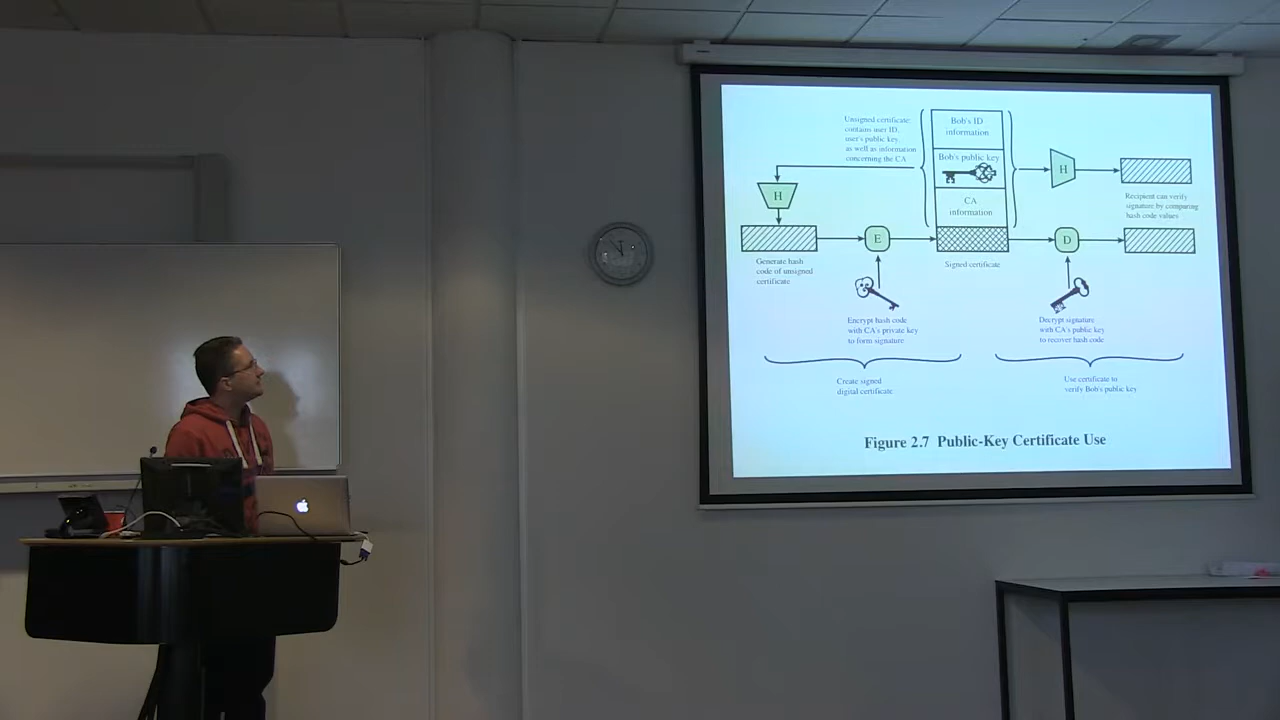 Unsigned certificate:
contains user ID,
user's public key,
as well as information
concerning the CA
Bob's ID
information
Bob's public key
CA
information
H
H
Recipient can verify
signature by comparing
hash code values
E
D
Generate hash
code of unsigned
certificate
Signed certificate
Encrypt hash code
with CA's private key
to form signature
Decrypt signature
with CA's public key
to recover hash code
Create signed
digital certificate
Use certificate to
verify Bob's public key
Figure 2.7 Public-Key Certificate Use